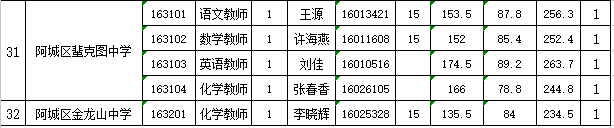 31 阿城区蜚克图中学 163101 语文教师 1 王源 16013421 15 153.5 87.8 256.3 1
163102 数学教师 1 许海燕 16011608 15 152 85.4 252.4 1
163103 英语教师 1 刘佳 16010516 174.5 89.2 263.7 1
163104 化学教师 1 张春香 16026105 166 78.8 244.8 1
32 阿城区金龙山中学 163201 化学教师 1 李晓辉 16025328 15 135.5 84 234.5 1